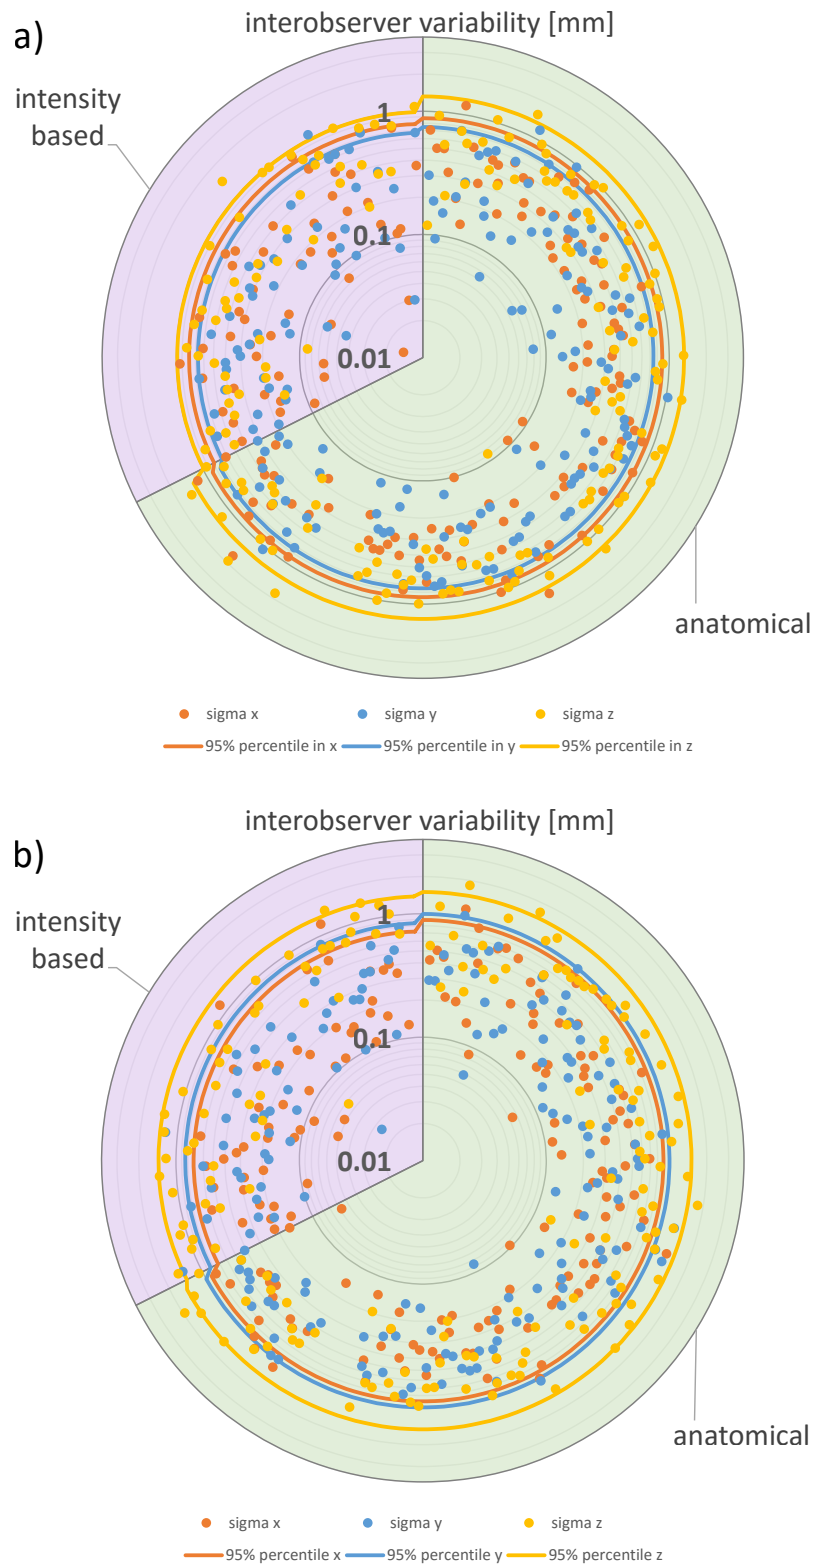 interobserver variability [mm]
a)
intensity
based
1
0.1
0.01
anatomical
sigma x sigma y sigma z
95% percentile in x 95% percentile in y 95% percentile in z
interobserver variability [mm]
b)
intensity
based
1
0.1
0.01
anatomical
sigma x sigma y sigma z
95% percentile x 95% percentile y 95% percentile z